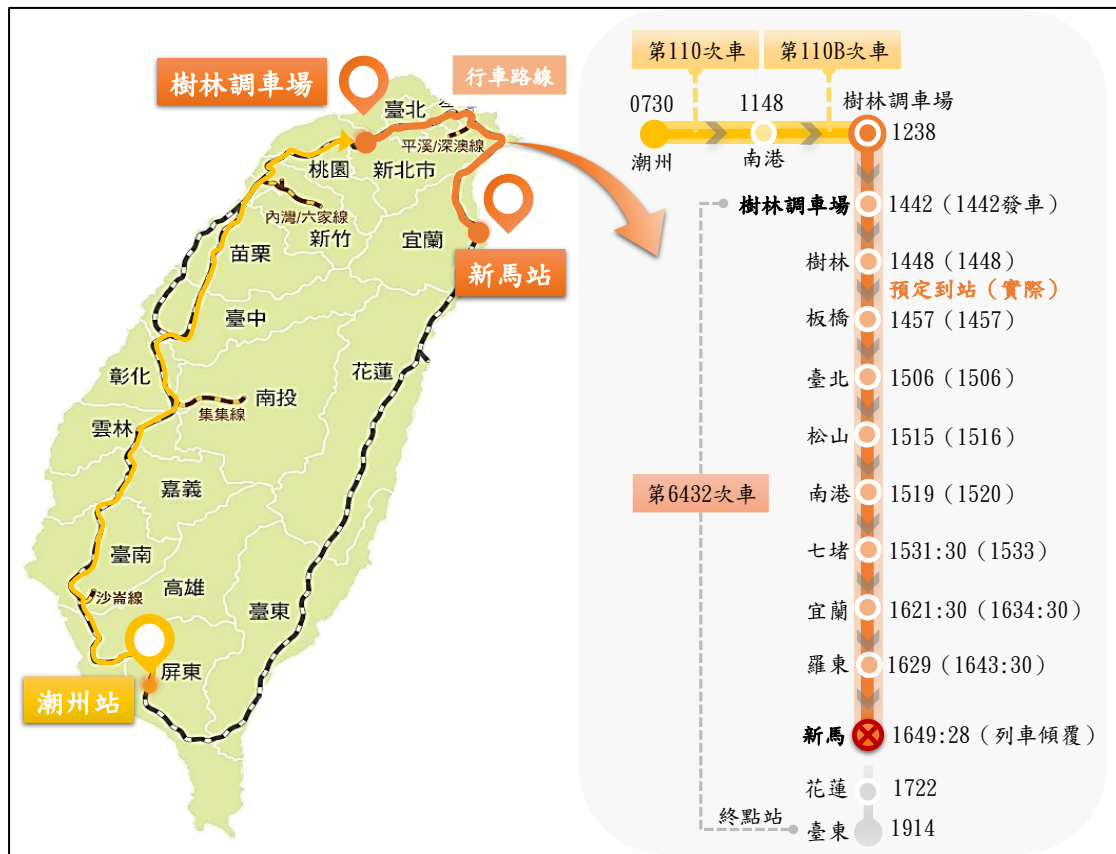 樹林調車場
行車路線
臺北
平溪/深澳線
桃園
新北市
內灣/六家線
新竹
宜蘭
苗栗
新馬站
臺中
彰化
花蓮
南投
集集線
雲林
嘉義
臺南
高雄
沙崙線
臺東
屏東
潮州站
第110次車
第110B次車
0730
1148
樹林調車場
1238
潮州
南港
樹林調車場
1442（1442發車）
樹林
1448（1448）
預定到站（實際）
板橋
1457（1457）
臺北
1506（1506）
松山
1515（1516）
第6432次車
南港
1519（1520）
七堵
1531:30（1533）
宜蘭
1621:30（1634:30）
羅東
1629（1643:30）
新馬
1649:28（列車傾覆）
花蓮
1722
終點站
臺東
1914